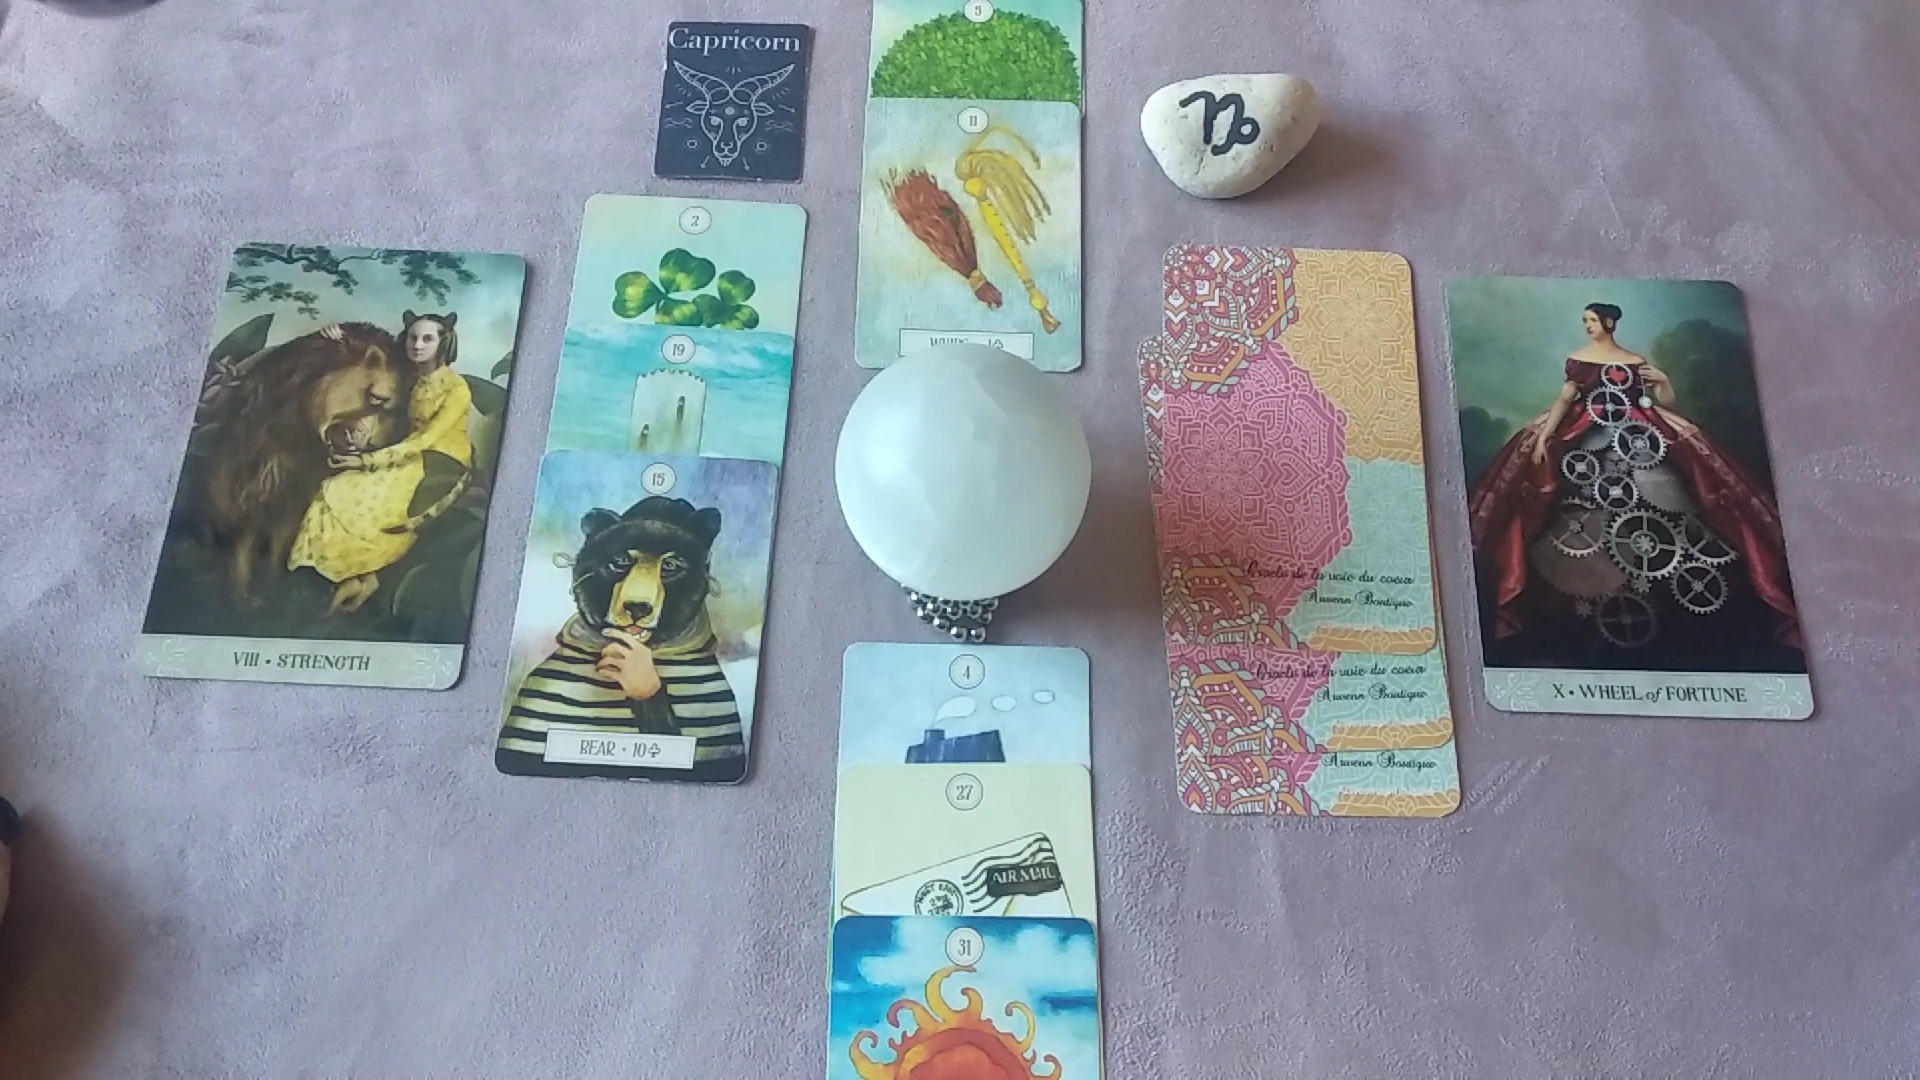 Capricorn
5
11
2
19
15
BEAR • 10
VIII • STRENGTH
4
27
AIR MAIL
31
Oracle de la voie du coeur
Auvenn Boutique
Oracle de la voie du coeur
Auvenn Boutique
Auvenn Boutique
X • WHEEL of FORTUNE